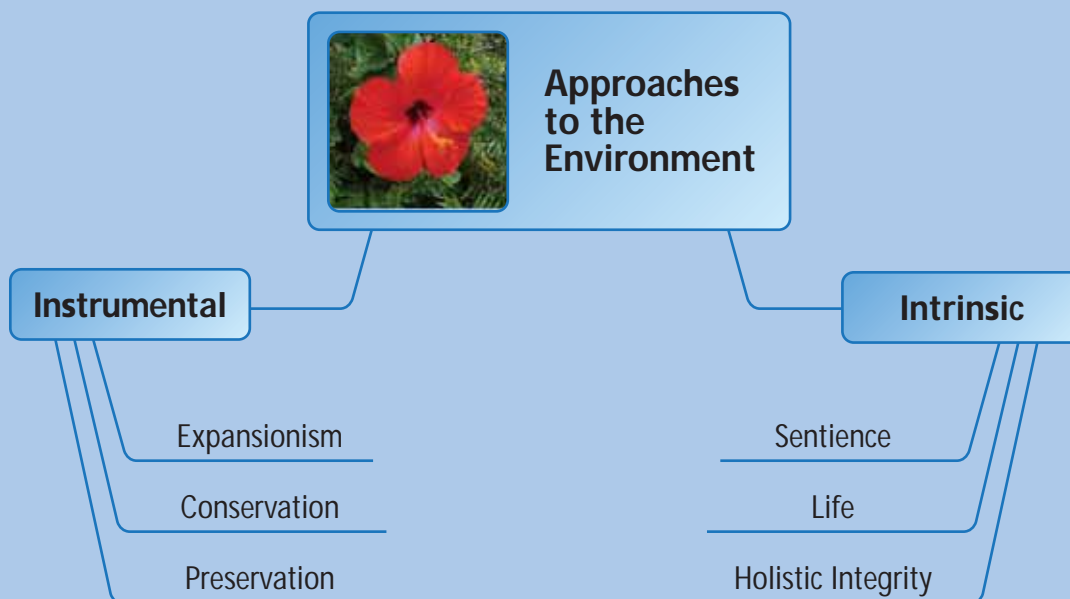 Approaches
to the
Environment
Instrumental
Intrinsic
Expansionism
Sentience
Conservation
Life
Preservation
Holistic Integrity